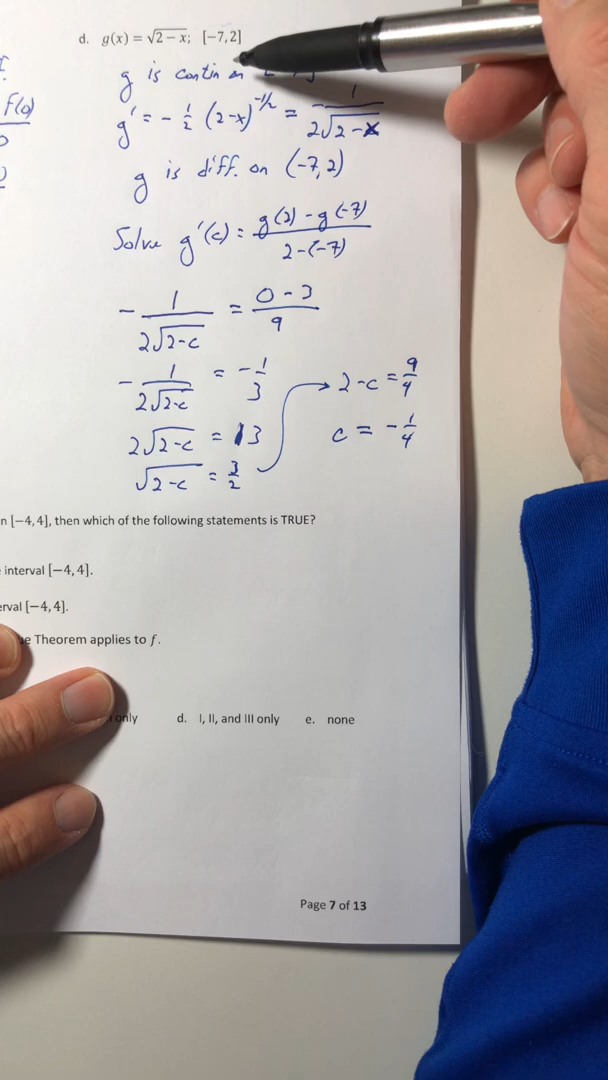 d. g(x) = √2 − x; [−7,2]
g is contin on
F(0)
g' = - 1/2 (2-x)^-1/2 = - 1/(2√2-x)
g is diff. on (-7, 2)
Solve g'(c) = (g(2) - g(-7))/(2-(-7))
- 1/(2√2-c) = (0 - 3)/9
- 1/(2√2-c) = - 1/3
2√2-c = 3
√2-c = 3/2
2-c = 9/4
c = - 1/4
n [−4, 4], then which of the following statements is TRUE?
interval [−4, 4].
erval [−4, 4].
e Theorem applies to f.
only d. I, II, and III only e. none
Page 7 of 13